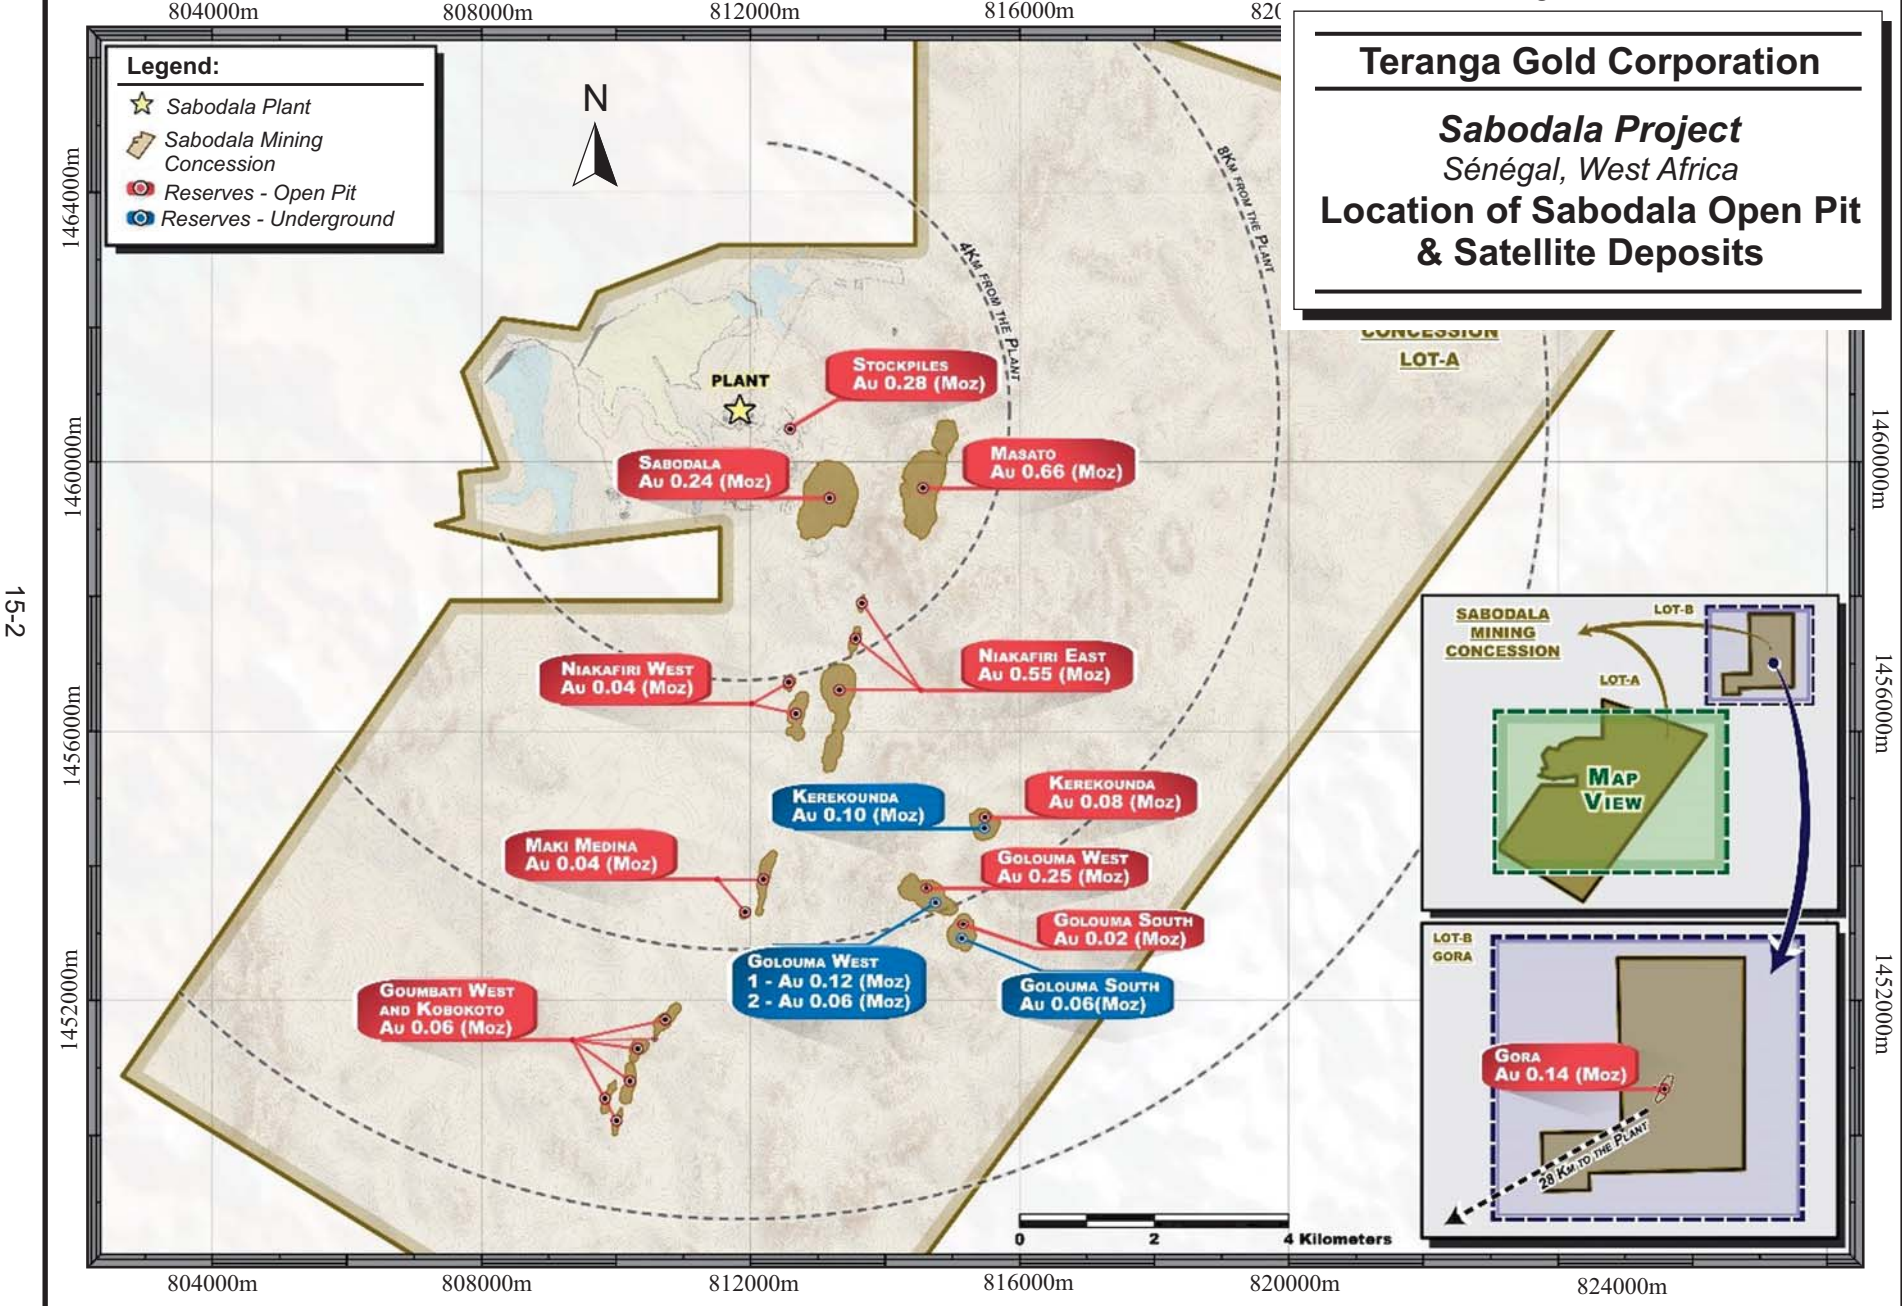 804000m
808000m
812000m
816000m
820
Teranga Gold Corporation
Sabodala Project
Sénégal, West Africa
Location of Sabodala Open Pit
& Satellite Deposits
Legend:
Sabodala Plant
Sabodala Mining
Concession
Reserves - Open Pit
Reserves - Underground
N
1464000m
1460000m
1456000m
1452000m
15-2
4KM FROM THE PLANT
8KM FROM THE PLANT
CONCESSION
LOT-A
PLANT
STOCKPILES
AU 0.28 (MOZ)
SABODALA
AU 0.24 (MOZ)
MASATO
AU 0.66 (MOZ)
NIAKAFIRI WEST
AU 0.04 (MOZ)
NIAKAFIRI EAST
AU 0.55 (MOZ)
KEREKOUNDA
AU 0.10 (MOZ)
KEREKOUNDA
AU 0.08 (MOZ)
MAKI MEDINA
AU 0.04 (MOZ)
GOLOUMA WEST
AU 0.25 (MOZ)
GOLOUMA SOUTH
AU 0.02 (MOZ)
GOLOUMA WEST
1 - AU 0.12 (MOZ)
2 - AU 0.06 (MOZ)
GOLOUMA SOUTH
AU 0.06(MOZ)
GOUMBATI WEST
AND KOBOKOTO
AU 0.06 (MOZ)
1460000m
1456000m
1452000m
SABODALA
MINING
CONCESSION
LOT-B
LOT-A
MAP
VIEW
LOT-B
GORA
GORA
AU 0.14 (MOZ)
28 KM TO THE PLANT
0
2
4 Kilometers
804000m
808000m
812000m
816000m
820000m
824000m